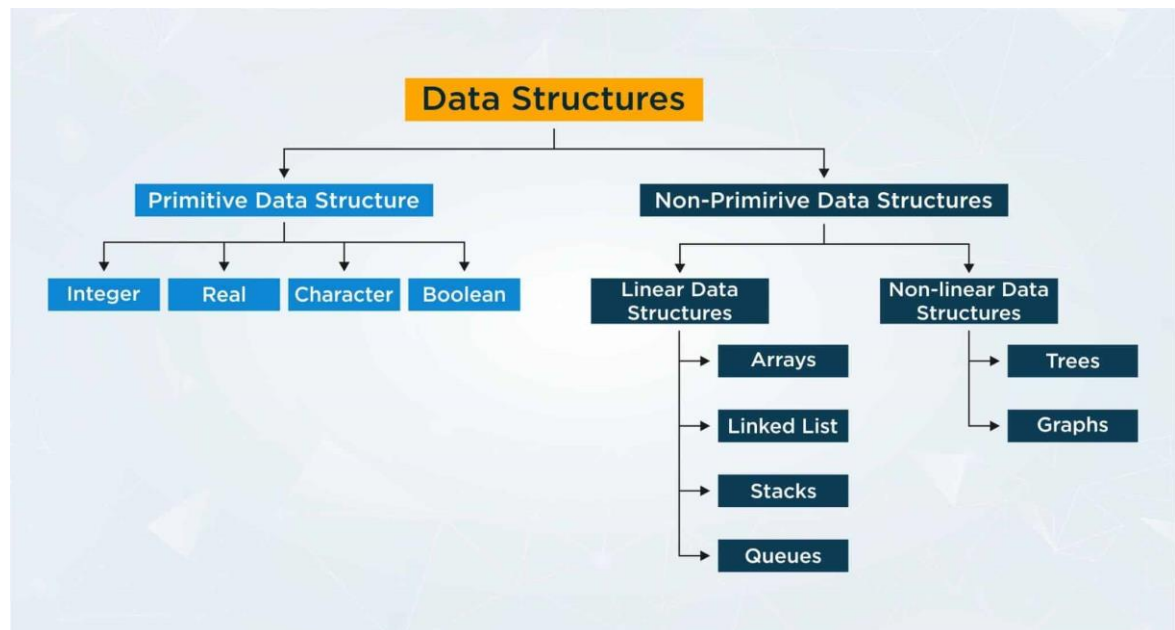 Data Structures
Primitive Data Structure
Non-Primirive Data Structures
Integer
Real
Character
Boolean
Linear Data
Structures
Non-linear Data
Structures
Arrays
Linked List
Stacks
Queues
Trees
Graphs